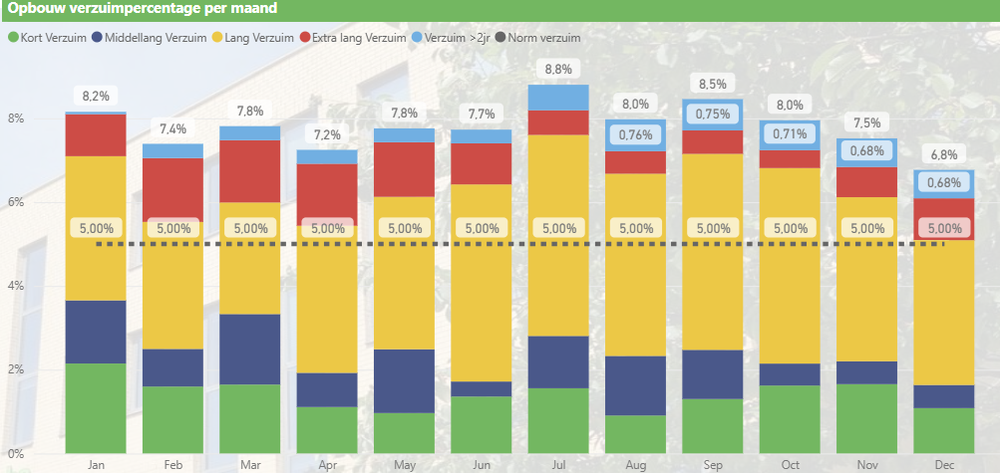 Opbouw verzuimpercentage per maand
Kort Verzuim Middellang Verzuim Lang Verzuim Extra lang Verzuim Verzuim >2jr Norm verzuim
8,8%
8,5%
8,2%
8,0% 8,0%
7,8% 7,8% 7,7% 7,5%
7,4% 7,2%
8%
0,76% 0,75% 0,71% 0,68%
6,8%
0,68%
6%
5,00% 5,00% 5,00% 5,00% 5,00% 5,00% 5,00% 5,00% 5,00% 5,00% 5,00% 5,00%
4%
2%
0%
Jan Feb Mar Apr May Jun Jul Aug Sep Oct Nov Dec